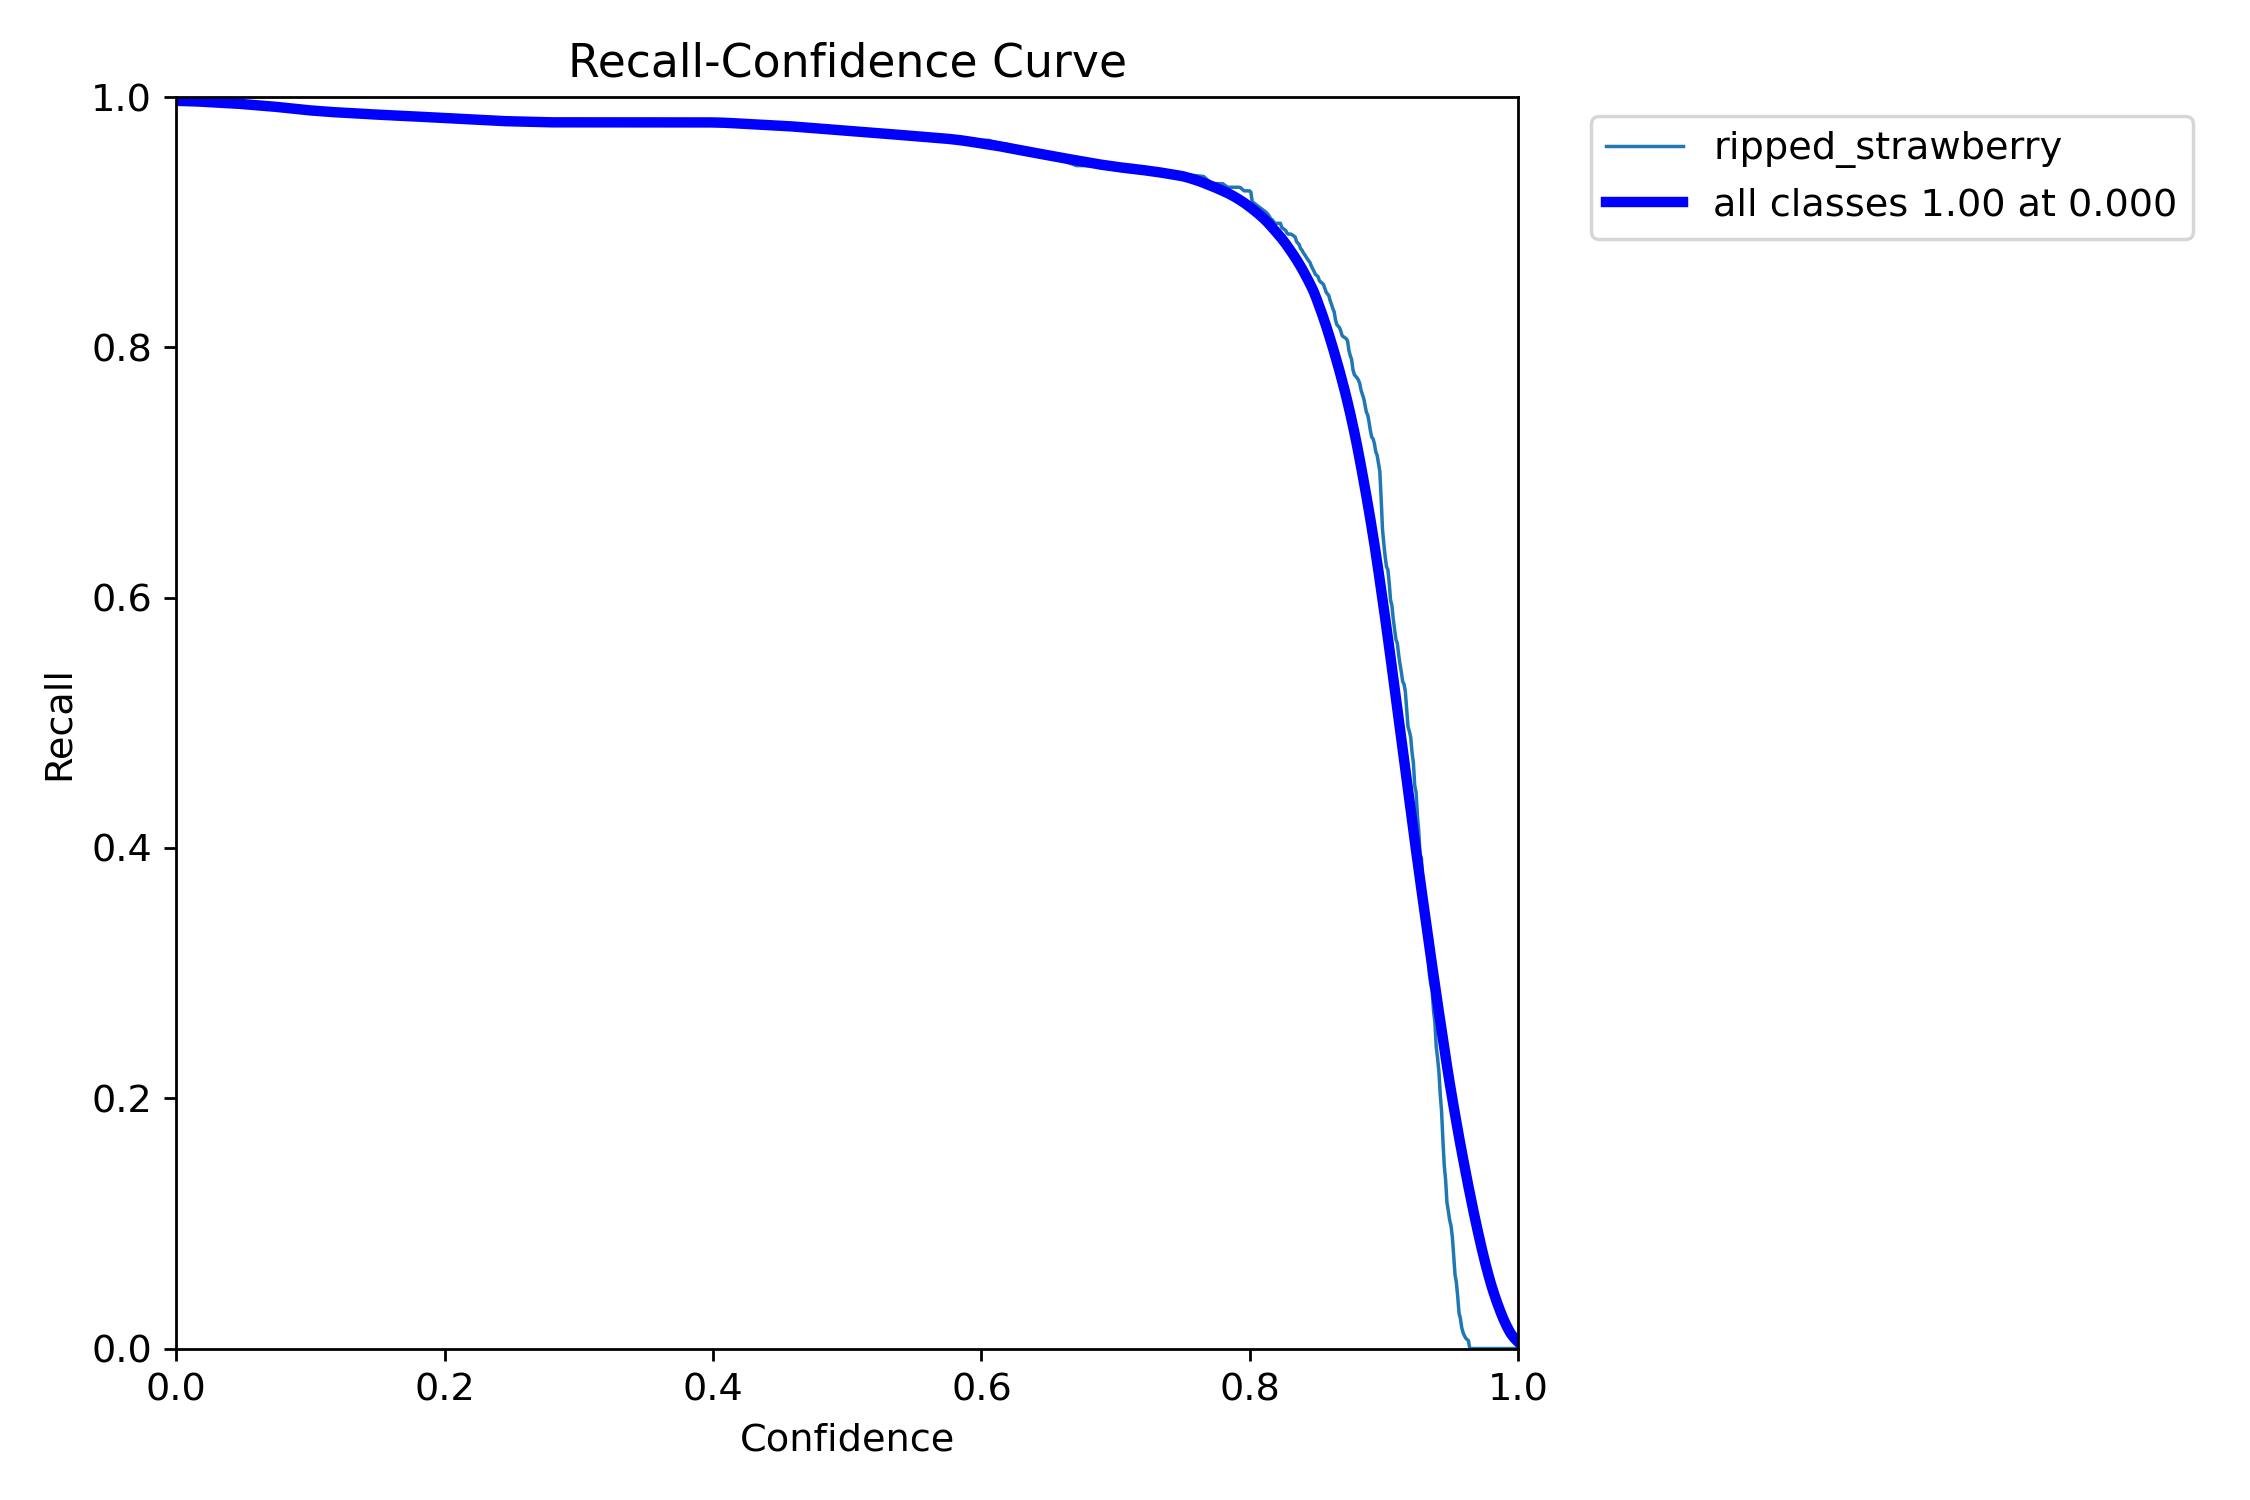 Recall-Confidence Curve
1.0
0.8
0.6
0.4
0.2
0.0
Recall
0.0 0.2 0.4 0.6 0.8 1.0
Confidence
ripped_strawberry
all classes 1.00 at 0.000